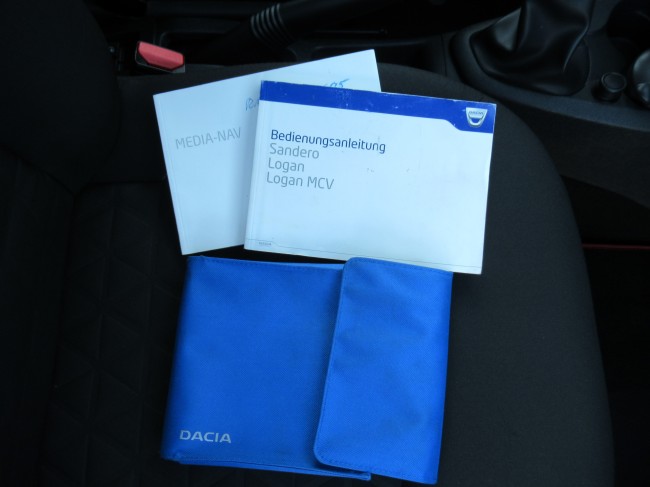 MEDIA-NAV
Bedienungsanleitung
Sandero
Logan
Logan MCV
DACIA